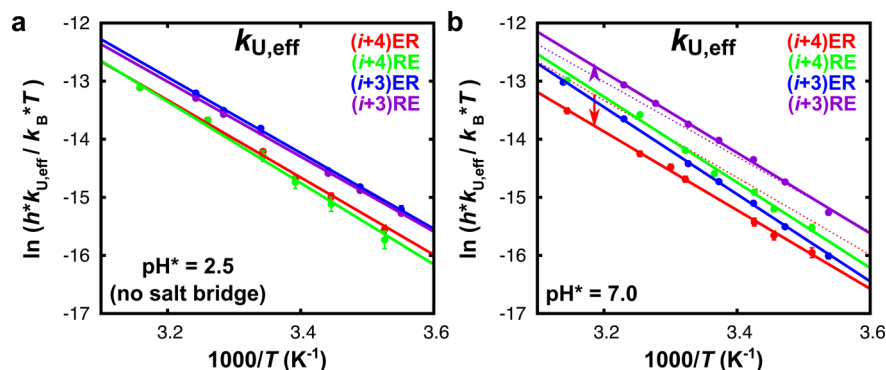 a
k_U,eff
(i+4)ER
(i+4)RE
(i+3)ER
(i+3)RE
-12
-13
-14
-15
-16
-17
ln (h*k_U,eff / k_B*T)
pH* = 2.5
(no salt bridge)
3.2
3.4
3.6
1000/T (K⁻¹)
b
k_U,eff
(i+4)ER
(i+4)RE
(i+3)ER
(i+3)RE
-12
-13
-14
-15
-16
-17
ln (h*k_U,eff / k_B*T)
pH* = 7.0
3.2
3.4
3.6
1000/T (K⁻¹)